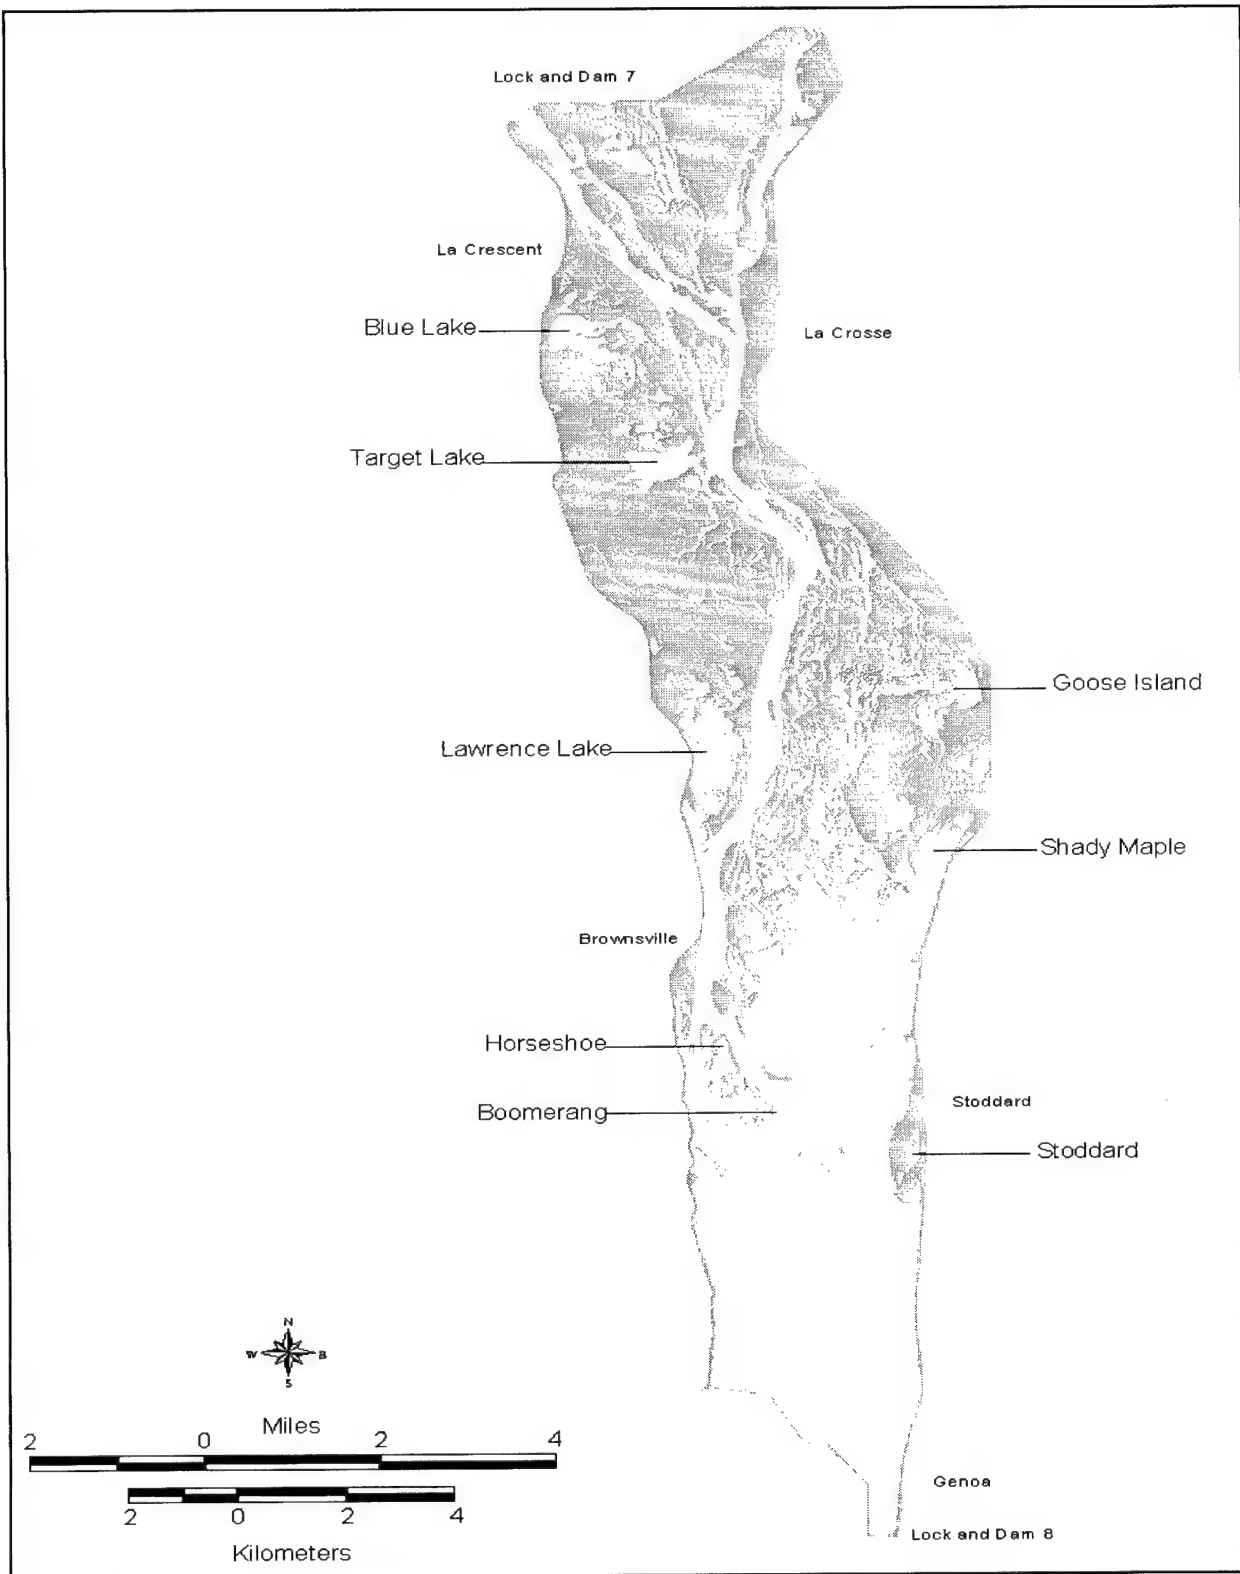 Lock and Dam 7
La Crescent
Blue Lake
La Crosse
Target Lake
Goose Island
Lawrence Lake
Shady Maple
Brownsville
Horseshoe
Boomerang
Stoddard
Stoddard
N
W B
S
Miles
2 0 2 4
2 0 2 4
Kilometers
Genoa
Lock and Dam 8